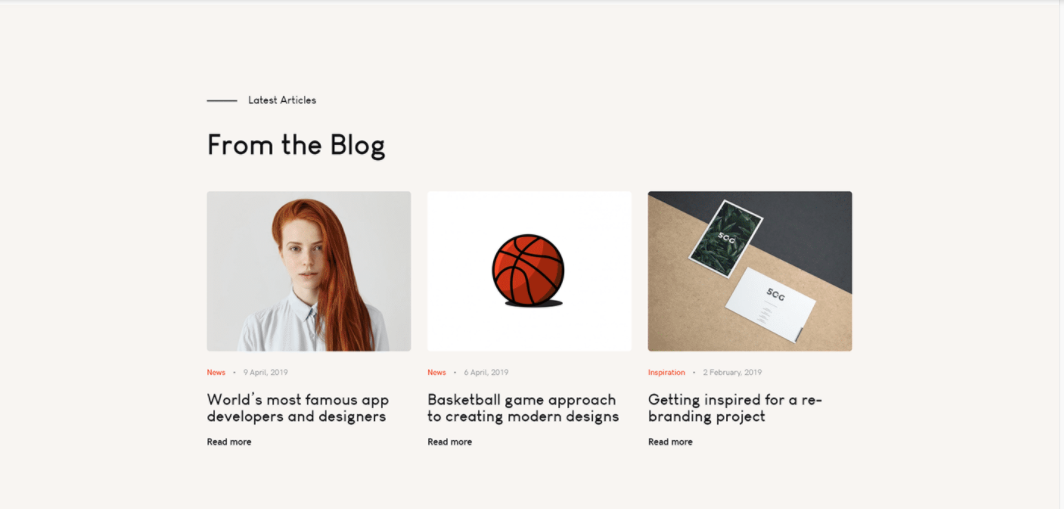 Latest Articles
From the Blog
SCG
SCG
News • 9 April, 2019
World's most famous app
developers and designers
Read more
News • 6 April, 2019
Basketball game approach
to creating modern designs
Read more
Inspiration • 2 February, 2019
Getting inspired for a re-
branding project
Read more